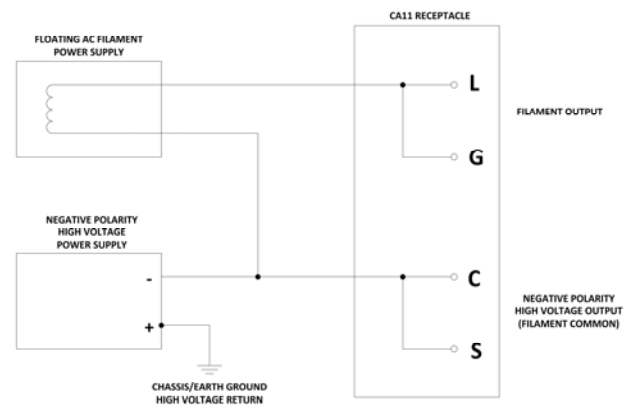 CA11 RECEPTACLE
FLOATING AC FILAMENT
POWER SUPPLY
L
FILAMENT OUTPUT
G
NEGATIVE POLARITY
HIGH VOLTAGE
POWER SUPPLY
-
C
NEGATIVE POLARITY
HIGH VOLTAGE OUTPUT
(FILAMENT COMMON)
+
S
CHASSIS/EARTH GROUND
HIGH VOLTAGE RETURN